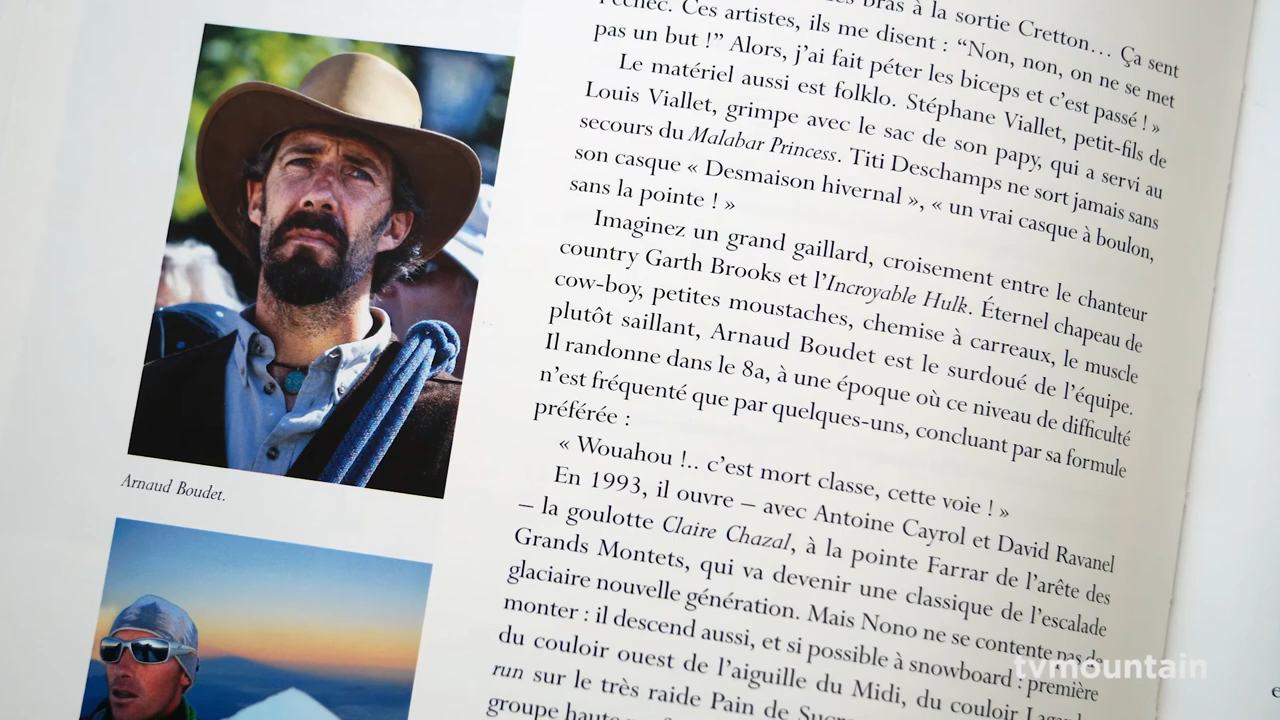 bras à la sortie Cretton… Ça sent
l'échec. Ces artistes, ils me disent : “Non, non, on ne se met
pas un but !” Alors, j'ai fait péter les biceps et c'est passé ! »
Le matériel aussi est folklo. Stéphane Viallet, petit-fils de
Louis Viallet, grimpe avec le sac de son papy, qui a servi au
secours du Malabar Princess. Titi Deschamps ne sort jamais sans
son casque « Desmaison hivernal », « un vrai casque à boulon,
sans la pointe ! »
Imaginez un grand gaillard, croisement entre le chanteur
country Garth Brooks et l'Incroyable Hulk. Éternel chapeau de
cow-boy, petites moustaches, chemise à carreaux, le muscle
plutôt saillant, Arnaud Boudet est le surdoué de l'équipe.
Il randonne dans le 8a, à une époque où ce niveau de difficulté
n'est fréquenté que par quelques-uns, concluant par sa formule
préférée :
« Wouahou !.. c'est mort classe, cette voie ! »
En 1993, il ouvre – avec Antoine Cayrol et David Ravanel
– la goulotte Claire Chazal, à la pointe Farrar de l'arête des
Grands Montets, qui va devenir une classique de l'escalade
glaciaire nouvelle génération. Mais Nono ne se contente pas de
monter : il descend aussi, et si possible à snowboard : première
du couloir ouest de l'aiguille du Midi, du couloir
run sur le très raide Pain de
groupe
Arnaud Boudet.
tvmountain